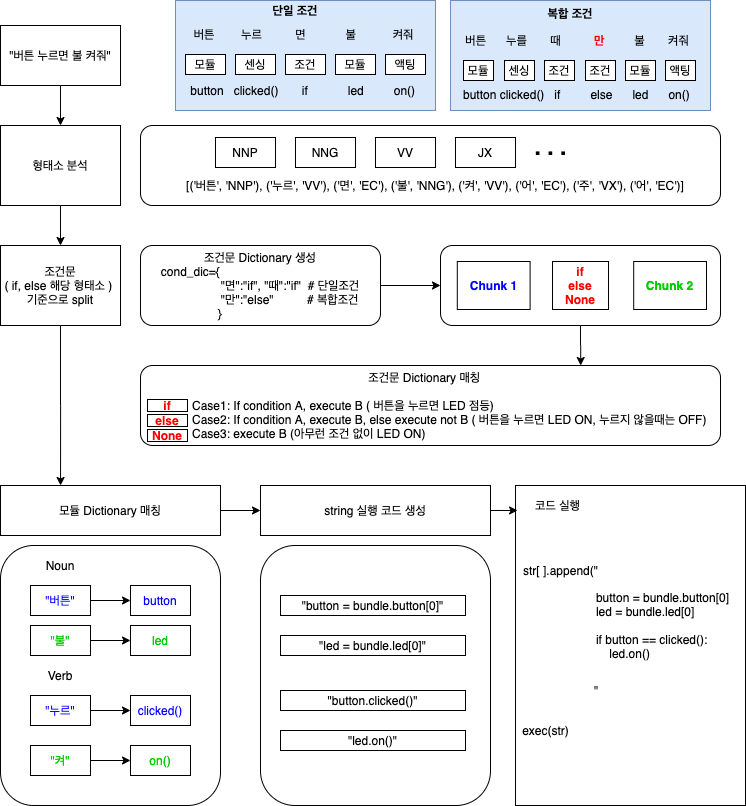 단일 조건
버튼 누르 면 불 켜줘
모듈 센싱 조건 모듈 액팅
button clicked() if led on()
복합 조건
버튼 누를 때 만 불 켜줘
모듈 센싱 조건 조건 모듈 액팅
button clicked() if else led on()
"버튼 누르면 불 켜줘"
형태소 분석
NNP NNG VV JX ...
[('버튼', 'NNP'), ('누르', 'VV'), ('면', 'EC'), ('불', 'NNG'), ('켜', 'VV'), ('어', 'EC'), ('주', 'VX'), ('어', 'EC')]
조건문
( if, else 해당 형태소 )
기준으로 split
조건문 Dictionary 생성
cond_dic={
"면":"if", "때":"if" # 단일조건
"만":"else" # 복합조건
}
Chunk 1
if
else
None
Chunk 2
조건문 Dictionary 매칭
if Case1: If condition A, execute B ( 버튼을 누르면 LED 점등)
else Case2: If condition A, execute B, else execute not B ( 버튼을 누르면 LED ON, 누르지 않을때는 OFF)
None Case3: execute B (아무런 조건 없이 LED ON)
모듈 Dictionary 매칭
Noun
"버튼" button
"불" led
Verb
"누르" clicked()
"켜" on()
string 실행 코드 생성
"button = bundle.button[0]"
"led = bundle.led[0]"
"button.clicked()"
"led.on()"
코드 실행
str[ ].append("
button = bundle.button[0]
led = bundle.led[0]
if button == clicked():
led.on()
"
exec(str)